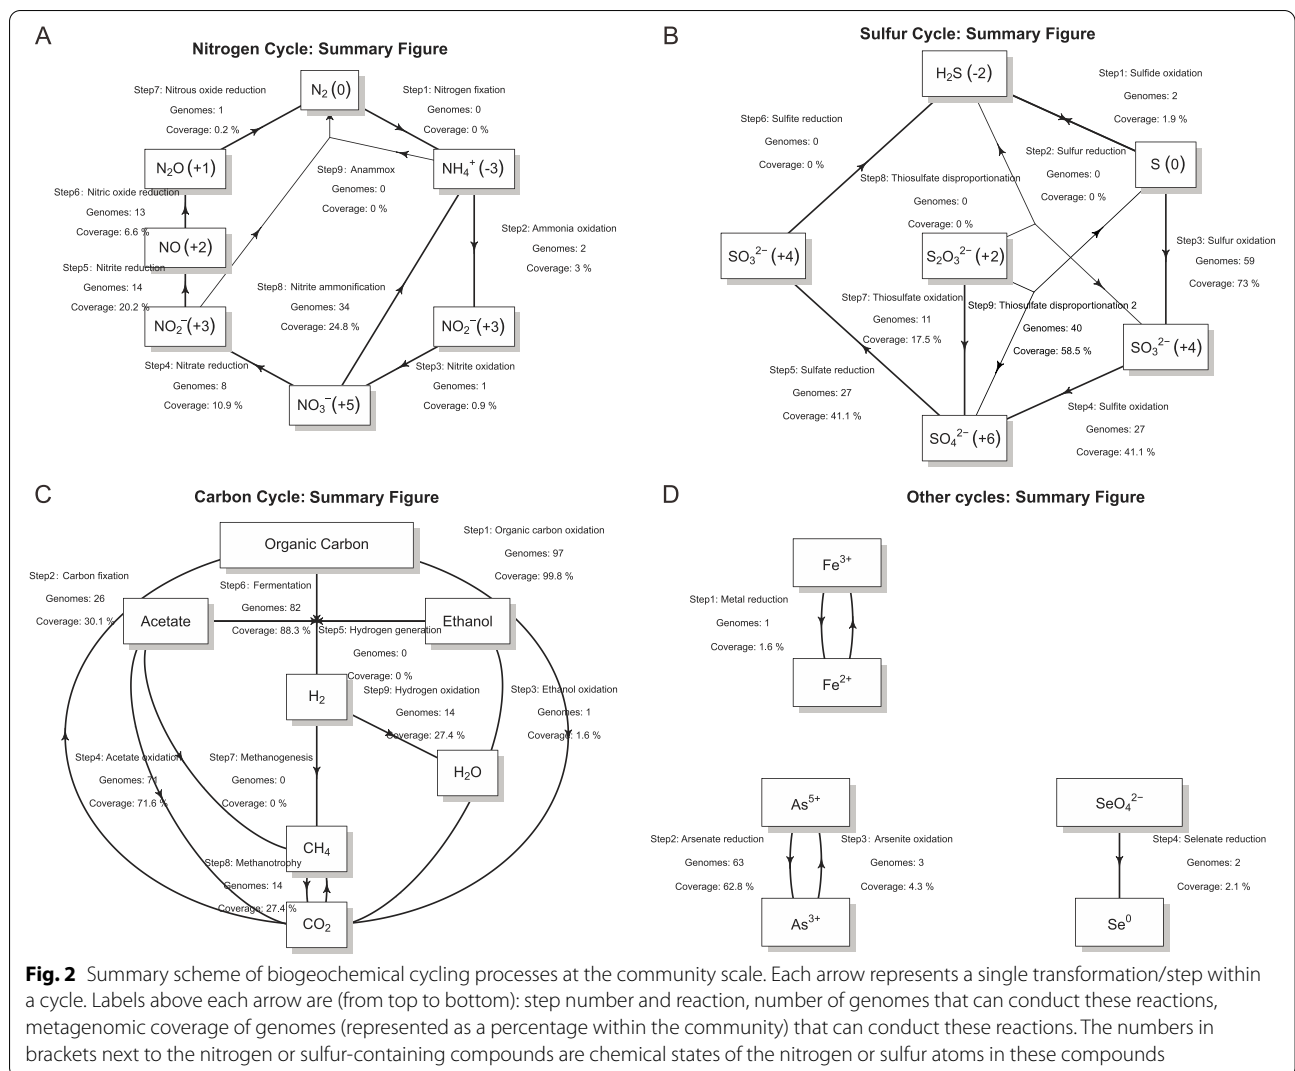 A
Nitrogen Cycle: Summary Figure
N₂ (0)
Step7: Nitrous oxide reduction
Genomes: 1
Coverage: 0.2 %
Step1: Nitrogen fixation
Genomes: 0
Coverage: 0 %
N₂O (+1)
NH₄⁺ (-3)
Step9: Anammox
Genomes: 0
Coverage: 0 %
Step6: Nitric oxide reduction
Genomes: 13
Coverage: 6.6 %
NO (+2)
Step2: Ammonia oxidation
Genomes: 2
Coverage: 3 %
Step5: Nitrite reduction
Genomes: 14
Coverage: 20.2 %
Step8: Nitrite ammonification
Genomes: 34
Coverage: 24.8 %
NO₂⁻ (+3)
NO₂⁻ (+3)
Step4: Nitrate reduction
Genomes: 8
Coverage: 10.9 %
Step3: Nitrite oxidation
Genomes: 1
Coverage: 0.9 %
NO₃⁻ (+5)
B
Sulfur Cycle: Summary Figure
H₂S (-2)
Step1: Sulfide oxidation
Genomes: 2
Coverage: 1.9 %
Step6: Sulfite reduction
Genomes: 0
Coverage: 0 %
Step2: Sulfur reduction
Genomes: 0
Coverage: 0 %
S (0)
Step8: Thiosulfate disproportionation
Genomes: 0
Coverage: 0 %
SO₃²⁻ (+4)
S₂O₃²⁻ (+2)
Step3: Sulfur oxidation
Genomes: 59
Coverage: 73 %
Step7: Thiosulfate oxidation
Genomes: 11
Coverage: 17.5 %
Step9: Thiosulfate disproportionation 2
Genomes: 40
Coverage: 58.5 %
SO₃²⁻ (+4)
Step5: Sulfate reduction
Genomes: 27
Coverage: 41.1 %
Step4: Sulfite oxidation
Genomes: 27
Coverage: 41.1 %
SO₄²⁻ (+6)
C
Carbon Cycle: Summary Figure
Organic Carbon
Step1: Organic carbon oxidation
Genomes: 97
Coverage: 99.8 %
Step2: Carbon fixation
Genomes: 26
Coverage: 30.1 %
Step6: Fermentation
Genomes: 82
Coverage: 88.3 %
Acetate
Ethanol
Step5: Hydrogen generation
Genomes: 0
Coverage: 0 %
H₂
Step9: Hydrogen oxidation
Genomes: 14
Coverage: 27.4 %
Step3: Ethanol oxidation
Genomes: 1
Coverage: 1.6 %
Step4: Acetate oxidation
Genomes: 71
Coverage: 71.6 %
Step7: Methanogenesis
Genomes: 0
Coverage: 0 %
H₂O
CH₄
Step8: Methanotrophy
Genomes: 14
Coverage: 27.4 %
CO₂
D
Other cycles: Summary Figure
Fe³⁺
Step1: Metal reduction
Genomes: 1
Coverage: 1.6 %
Fe²⁺
As⁵⁺
Step2: Arsenate reduction
Genomes: 63
Coverage: 62.8 %
Step3: Arsenite oxidation
Genomes: 3
Coverage: 4.3 %
As³⁺
SeO₄²⁻
Step4: Selenate reduction
Genomes: 2
Coverage: 2.1 %
Se⁰
Fig. 2 Summary scheme of biogeochemical cycling processes at the community scale. Each arrow represents a single transformation/step within
a cycle. Labels above each arrow are (from top to bottom): step number and reaction, number of genomes that can conduct these reactions,
metagenomic coverage of genomes (represented as a percentage within the community) that can conduct these reactions. The numbers in
brackets next to the nitrogen or sulfur-containing compounds are chemical states of the nitrogen or sulfur atoms in these compounds